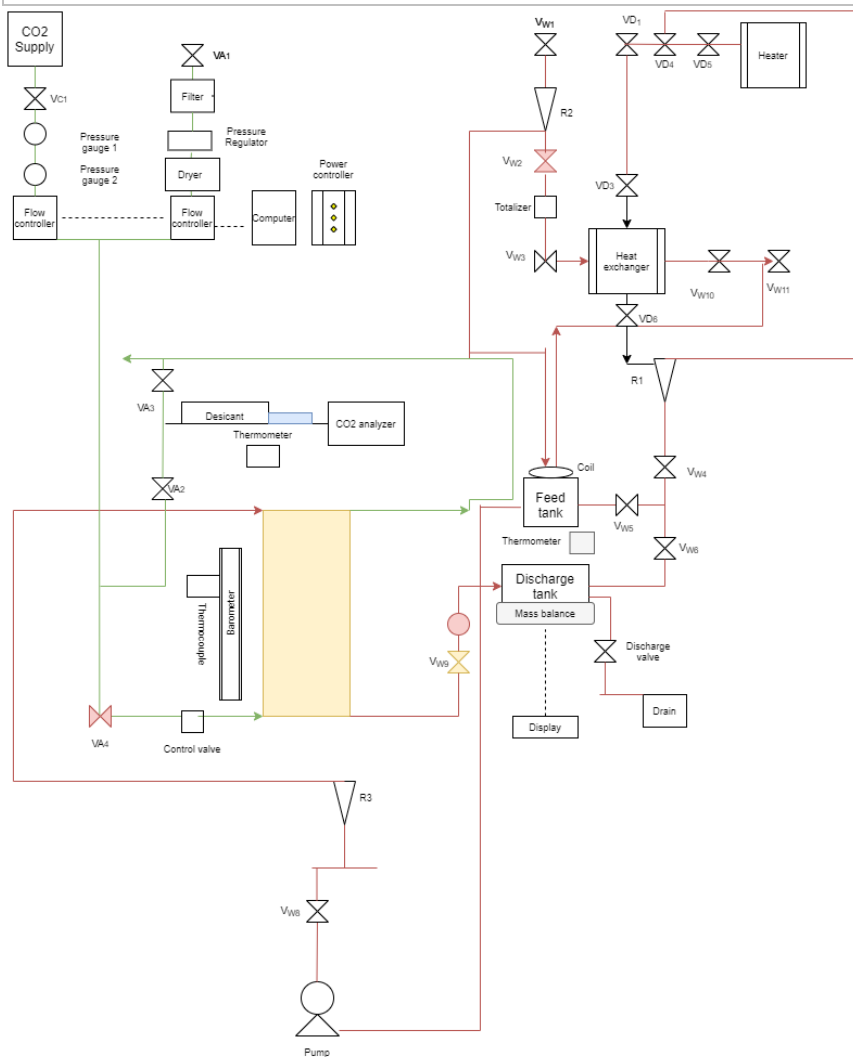 CO2
Supply
VA1
VW1
VD1
VD4
VD5
Heater
VC1
Filter
R2
Pressure
gauge 1
Pressure
Regulator
VW2
Pressure
gauge 2
Dryer
Power
controller
VD3
Flow
controller
Flow
controller
Computer
Totalizer
VW3
Heat
exchanger
VW10
VW11
VD6
R1
VA3
Desicant
CO2 analyzer
Thermometer
Coil
VW4
VA2
Feed
tank
VW5
Thermometer
VW6
Discharge
tank
Mass balance
Thermocouple
Barometer
VW9
Discharge
valve
Drain
Display
VA4
Control valve
R3
VW8
Pump